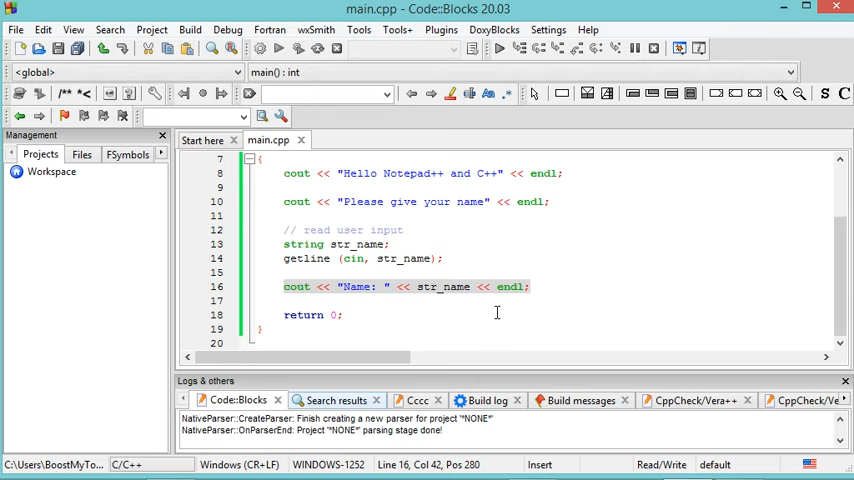 main.cpp - Code::Blocks 20.03
File Edit View Search Project Build Debug Fortran wxSmith Tools Tools+ Plugins DoxyBlocks Settings Help
<global> main() : int
/** *< .* S C
Management
Projects Files FSymbols
Workspace
Start here main.cpp
7 {
8 cout << "Hello Notepad++ and C++" << endl;
9
10 cout << "Please give your name" << endl;
11
12 // read user input
13 string str_name;
14 getline (cin, str_name);
15
16 cout << "Name: " << str_name << endl;
17
18 return 0;
19 }
20
Logs & others
Code::Blocks Search results Cccc Build log Build messages CppCheck/Vera++ CppCheck/Ve
NativeParser::CreateParser: Finish creating a new parser for project '*NONE*'
NativeParser::OnParserEnd: Project '*NONE*' parsing stage done!
C:\Users\BoostMyTo... C/C++ Windows (CR+LF) WINDOWS-1252 Line 16, Col 42, Pos 280 Insert Read/Write default